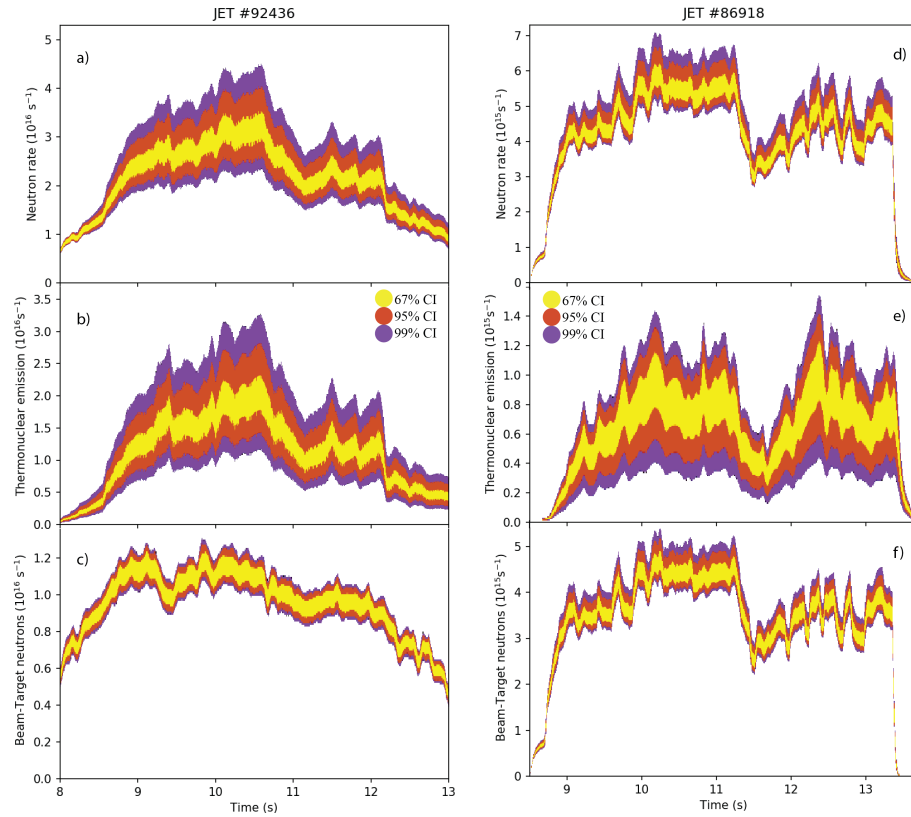 JET #92436
a)
Neutron rate (10¹⁶ s⁻¹)
5
4
3
2
1
0
b)
67% CI
95% CI
99% CI
Thermonuclear emission (10¹⁶s⁻¹)
3.5
3.0
2.5
2.0
1.5
1.0
0.5
0.0
c)
Beam-Target neutrons (10¹⁶ s⁻¹)
1.2
1.0
0.8
0.6
0.4
0.2
0.0
8 9 10 11 12 13
Time (s)
JET #86918
d)
Neutron rate (10¹⁵s⁻¹)
7
6
5
4
3
2
1
0
e)
67% CI
95% CI
99% CI
Thermonuclear emission (10¹⁵s⁻¹)
1.4
1.2
1.0
0.8
0.6
0.4
0.2
0.0
f)
Beam-Target neutrons (10¹⁵s⁻¹)
5
4
3
2
1
0
9 10 11 12 13
Time (s)